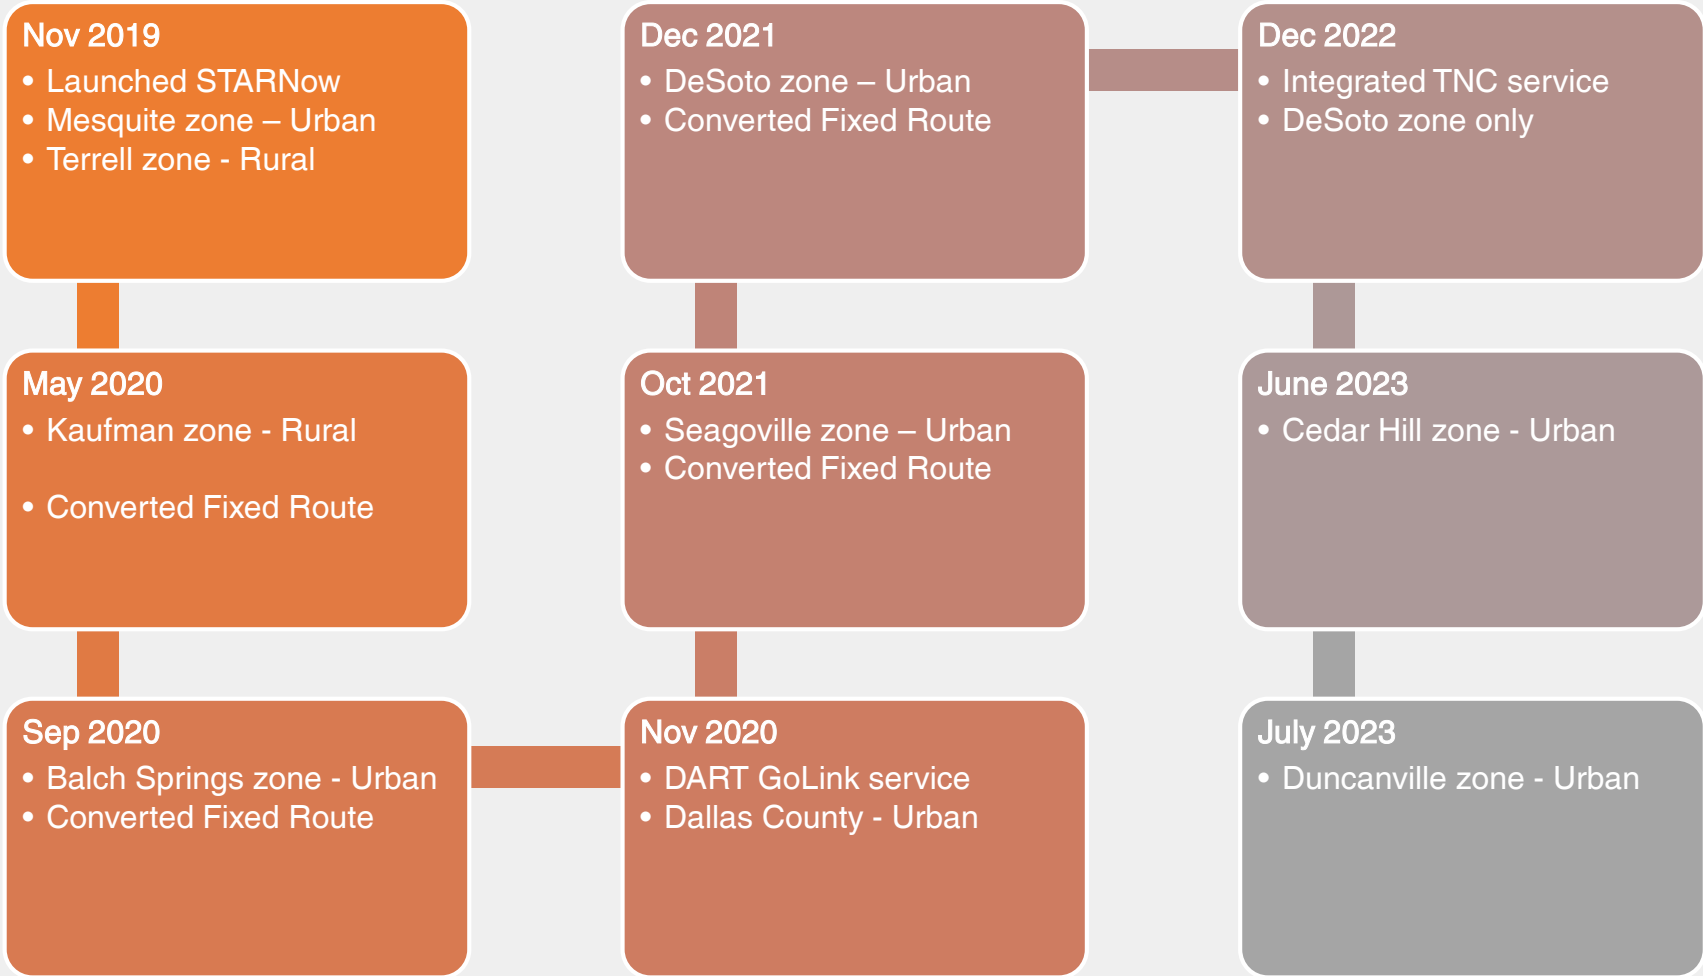 Nov 2019
• Launched STARNow
• Mesquite zone – Urban
• Terrell zone - Rural
May 2020
• Kaufman zone - Rural
• Converted Fixed Route
Sep 2020
• Balch Springs zone - Urban
• Converted Fixed Route
Nov 2020
• DART GoLink service
• Dallas County - Urban
Oct 2021
• Seagoville zone – Urban
• Converted Fixed Route
Dec 2021
• DeSoto zone – Urban
• Converted Fixed Route
Dec 2022
• Integrated TNC service
• DeSoto zone only
June 2023
• Cedar Hill zone - Urban
July 2023
• Duncanville zone - Urban